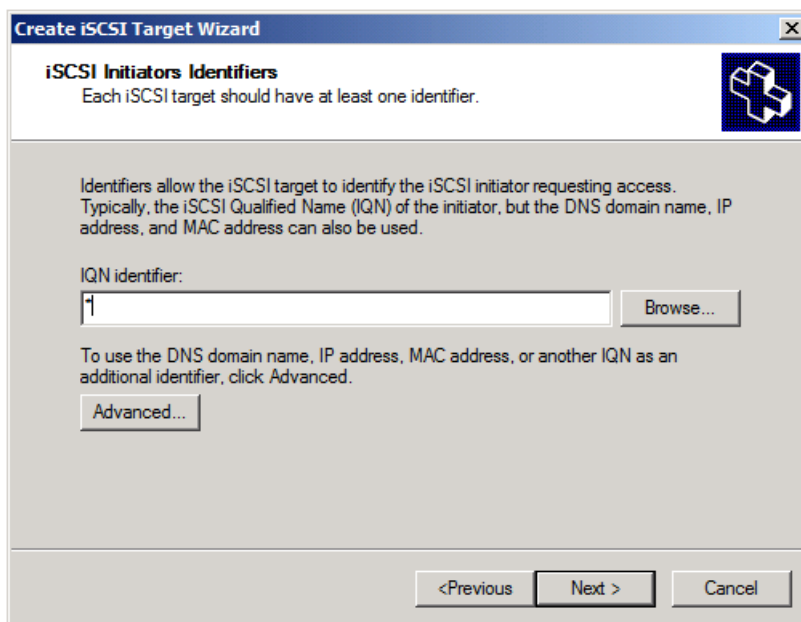 Create iSCSI Target Wizard
iSCSI Initiators Identifiers
Each iSCSI target should have at least one identifier.
Identifiers allow the iSCSI target to identify the iSCSI initiator requesting access.
Typically, the iSCSI Qualified Name (IQN) of the initiator, but the DNS domain name, IP
address, and MAC address can also be used.
IQN identifier:
*
Browse...
To use the DNS domain name, IP address, MAC address, or another IQN as an
additional identifier, click Advanced.
Advanced...
<Previous Next > Cancel